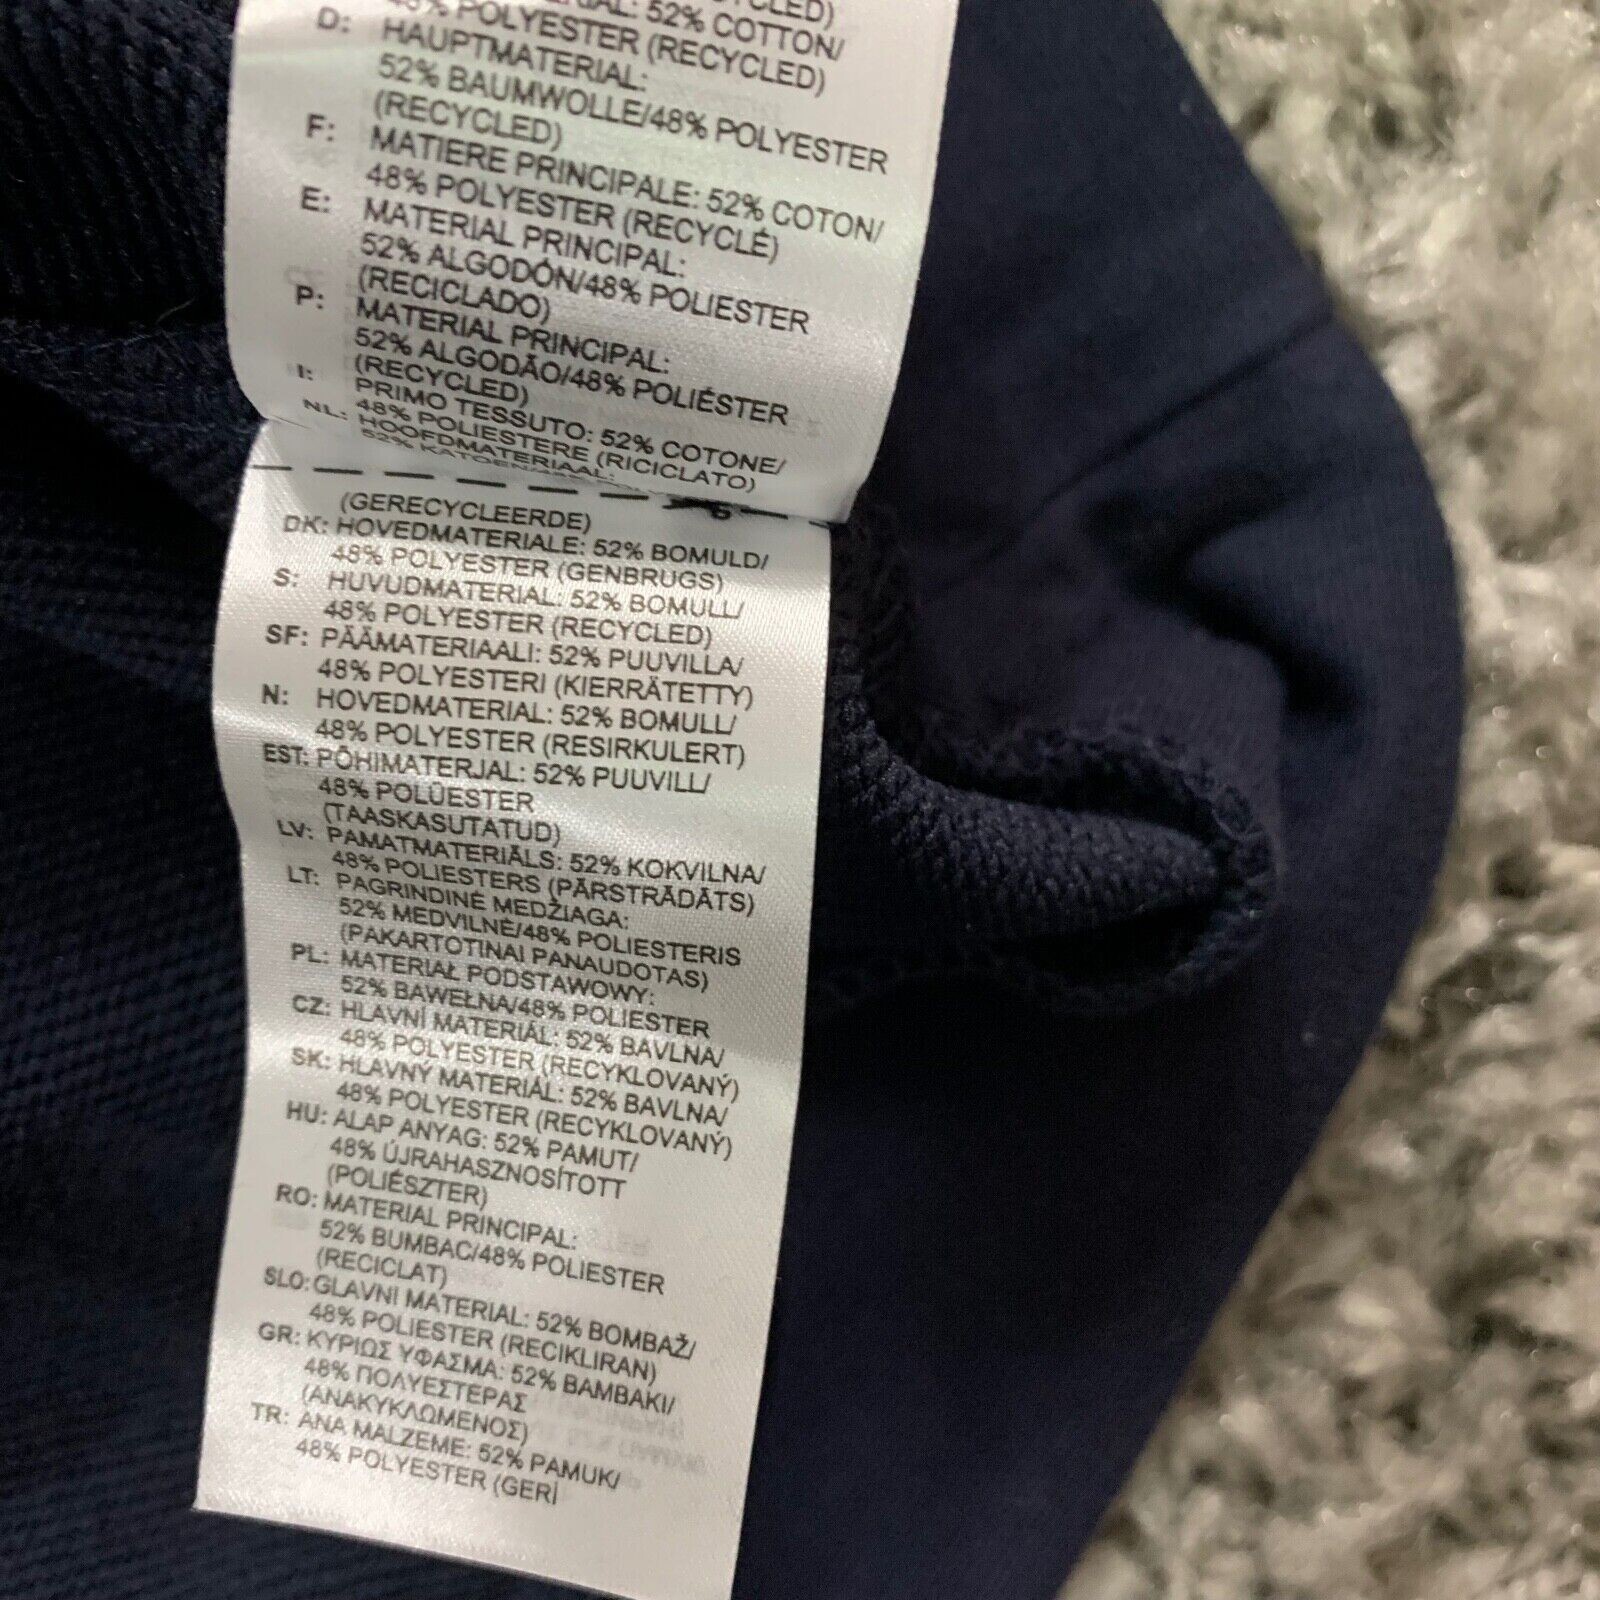 52% COTTON/
48% POLYESTER (RECYCLED)
D: HAUPTMATERIAL:
52% BAUMWOLLE/48% POLYESTER
(RECYCLED)
F: MATIERE PRINCIPALE: 52% COTON/
48% POLYESTER (RECYCLÉ)
E: MATERIAL PRINCIPAL:
52% ALGODÓN/48% POLIESTER
(RECICLADO)
P: MATERIAL PRINCIPAL:
52% ALGODÃO/48% POLIÉSTER
(RECYCLED)
I: PRIMO TESSUTO: 52% COTONE/
48% POLIESTERE (RICICLATO)
NL: HOOFDMATERIAAL:
52% KATOEN/48%
(GERECYCLEERDE)
DK: HOVEDMATERIALE: 52% BOMULD/
48% POLYESTER (GENBRUGS)
S: HUVUDMATERIAL: 52% BOMULL/
48% POLYESTER (RECYCLED)
SF: PÄÄMATERIAALI: 52% PUUVILLA/
48% POLYESTERI (KIERRÄTETTY)
N: HOVEDMATERIAL: 52% BOMULL/
48% POLYESTER (RESIRKULERT)
EST: PÕHIMATERJAL: 52% PUUVILL/
48% POLÜESTER
(TAASKASUTATUD)
LV: PAMATMATERIĀLS: 52% KOKVILNA/
48% POLIESTERS (PĀRSTRĀDĀTS)
LT: PAGRINDINĖ MEDŽIAGA:
52% MEDVILNĖ/48% POLIESTERIS
(PAKARTOTINAI PANAUDOTAS)
PL: MATERIAŁ PODSTAWOWY:
52% BAWEŁNA/48% POLIESTER
CZ: HLAVNÍ MATERIÁL: 52% BAVLNA/
48% POLYESTER (RECYKLOVANÝ)
SK: HLAVNÝ MATERIÁL: 52% BAVLNA/
48% POLYESTER (RECYKLOVANÝ)
HU: ALAP ANYAG: 52% PAMUT/
48% ÚJRAHASZNOSÍTOTT
(POLIÉSZTER)
RO: MATERIAL PRINCIPAL:
52% BUMBAC/48% POLIESTER
(RECICLAT)
SLO: GLAVNI MATERIAL: 52% BOMBAŽ/
48% POLIESTER (RECIKLIRAN)
GR: ΚΥΡΙΩΣ ΥΦΑΣΜΑ: 52% ΒΑΜΒΑΚΙ/
48% ΠΟΛΥΕΣΤΕΡΑΣ
(ΑΝΑΚΥΚΛΩΜΕΝΟΣ)
TR: ANA MALZEME: 52% PAMUK/
48% POLYESTER (GERİ